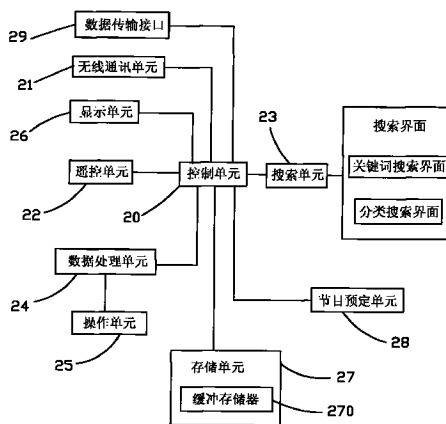 29
数据传输接口
21
无线通讯单元
26
显示单元
22
遥控单元
20
控制单元
23
搜索单元
搜索界面
关键词搜索界面
分类搜索界面
24
数据处理单元
25
操作单元
节目预定单元
28
存储单元
27
缓冲存储器
270